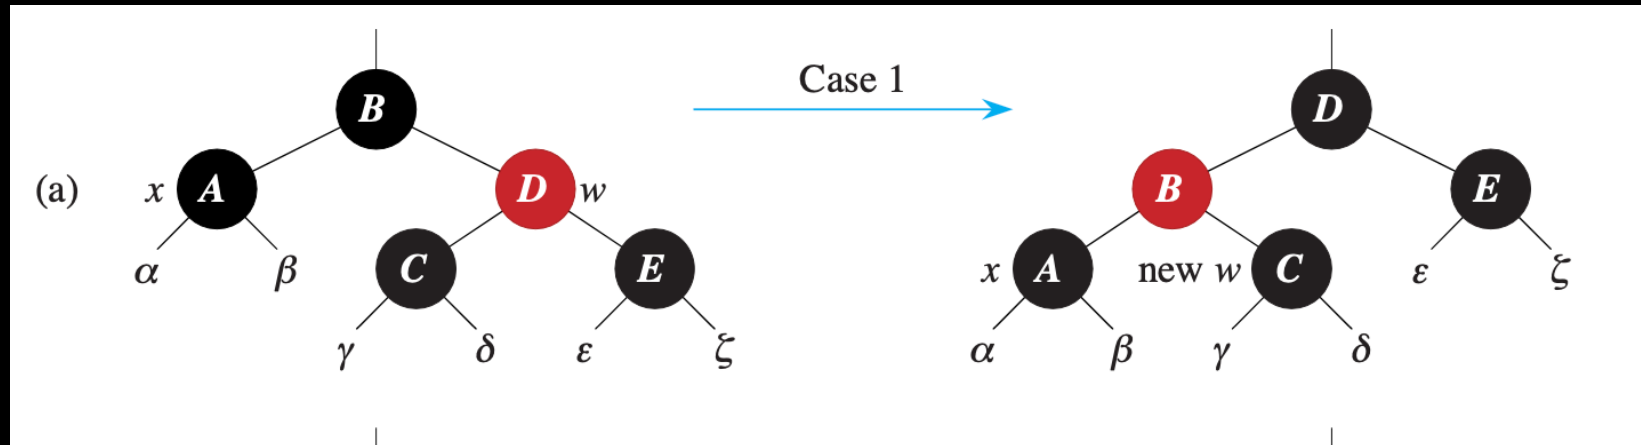 Case 1
B D
(a) x A D w B E
C E x A new w C ε ζ
α β
γ δ ε ζ α β γ δ